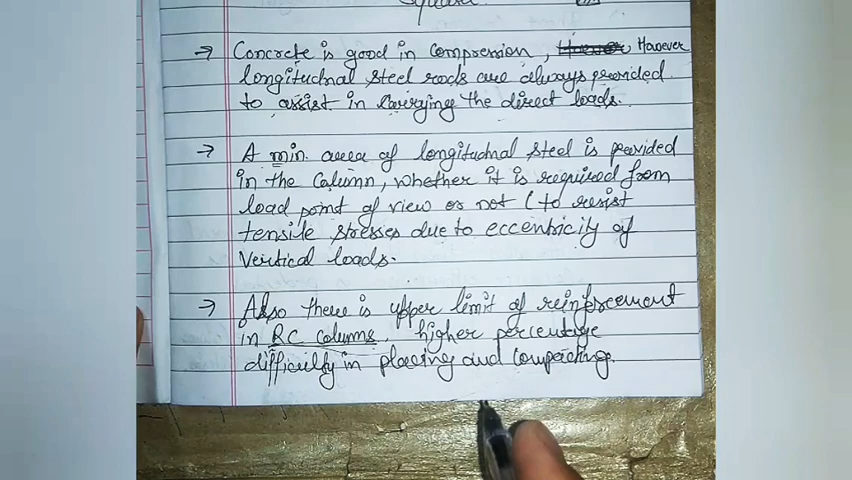 Square
→ Concrete is good in compression, However
longitudnal steel rods are always provided
to assist in carrying the direct loads.
→ A min. area of longitudnal steel is provided
in the column, whether it is required from
load point of view or not ( to resist
tensile stresses due to eccentricity of
vertical loads.
→ Also there is upper limit of reinforcement
in RC columns. higher percentage
difficulty in placing and compacting.